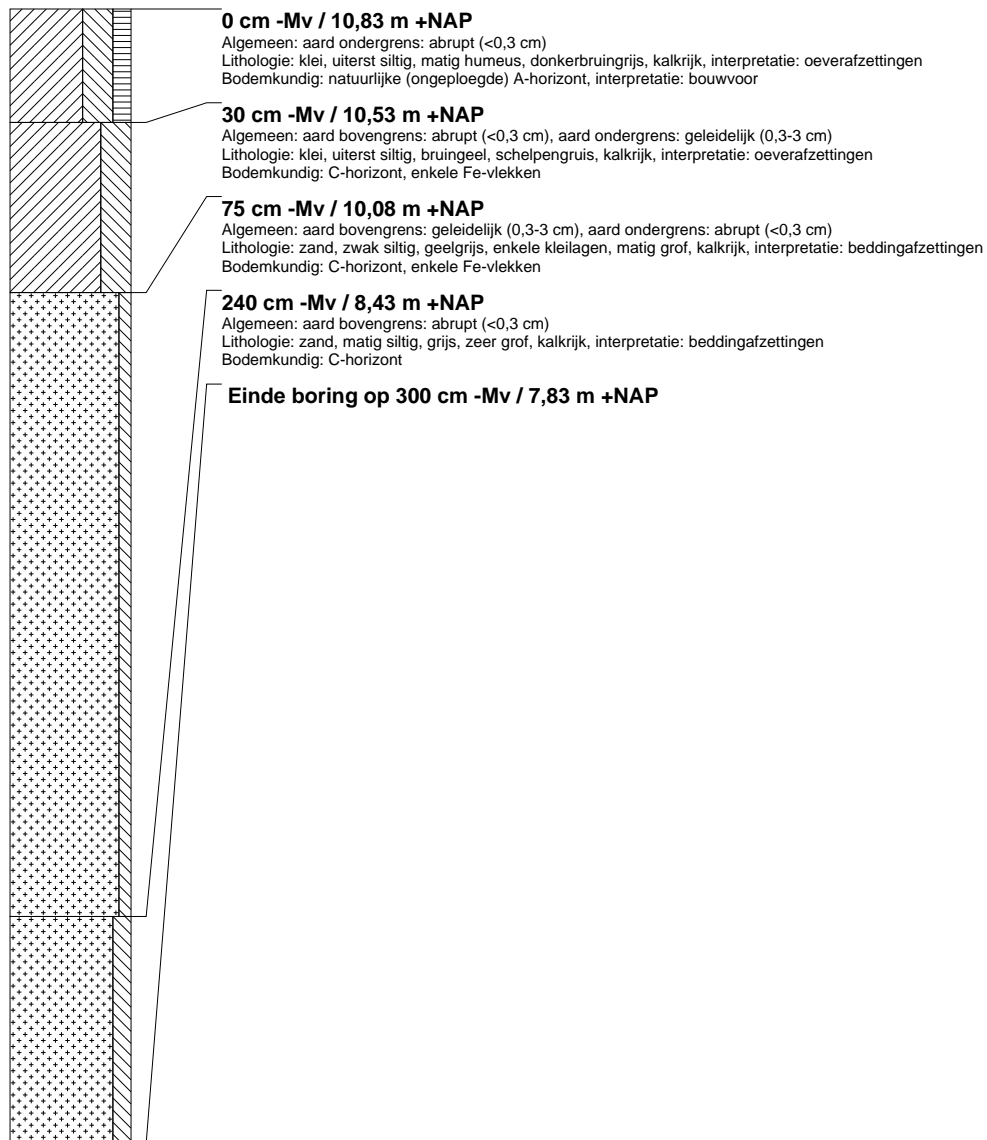 0 cm -Mv / 10,83 m +NAP
Algemeen: aard ondergrens: abrupt (<0,3 cm)
Lithologie: klei, uiterst siltig, matig humeus, donkerbruingrijs, kalkrijk, interpretatie: oeverafzettingen
Bodemkundig: natuurlijke (ongeploegde) A-horizont, interpretatie: bouwvoor
30 cm -Mv / 10,53 m +NAP
Algemeen: aard bovengrens: abrupt (<0,3 cm), aard ondergrens: geleidelijk (0,3-3 cm)
Lithologie: klei, uiterst siltig, bruingeel, schelpengruis, kalkrijk, interpretatie: oeverafzettingen
Bodemkundig: C-horizont, enkele Fe-vlekken
75 cm -Mv / 10,08 m +NAP
Algemeen: aard bovengrens: geleidelijk (0,3-3 cm), aard ondergrens: abrupt (<0,3 cm)
Lithologie: zand, zwak siltig, geelgrijs, enkele kleilagen, matig grof, kalkrijk, interpretatie: beddingafzettingen
Bodemkundig: C-horizont, enkele Fe-vlekken
240 cm -Mv / 8,43 m +NAP
Algemeen: aard bovengrens: abrupt (<0,3 cm)
Lithologie: zand, matig siltig, grijs, zeer grof, kalkrijk, interpretatie: beddingafzettingen
Bodemkundig: C-horizont
Einde boring op 300 cm -Mv / 7,83 m +NAP